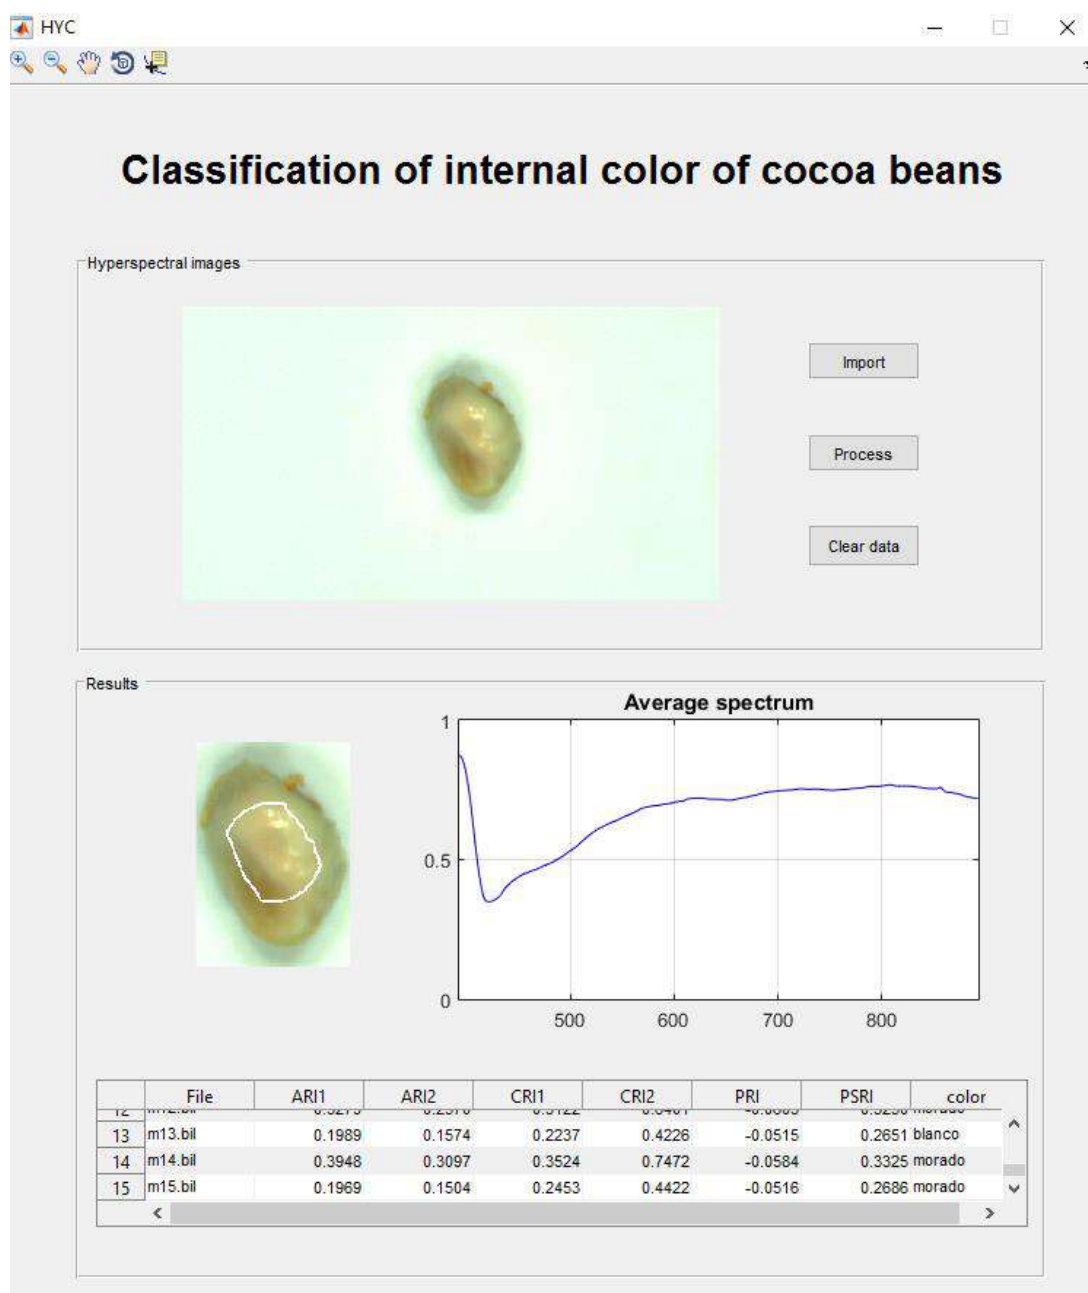 HYC
Classification of internal color of cocoa beans
Hyperspectral images
Import
Process
Clear data
Results
Average spectrum
1
0.5
0
500 600 700 800
File ARI1 ARI2 CRI1 CRI2 PRI PSRI color
13 m13.bil 0.1989 0.1574 0.2237 0.4226 -0.0515 0.2651 blanco
14 m14.bil 0.3948 0.3097 0.3524 0.7472 -0.0584 0.3325 morado
15 m15.bil 0.1969 0.1504 0.2453 0.4422 -0.0516 0.2686 morado